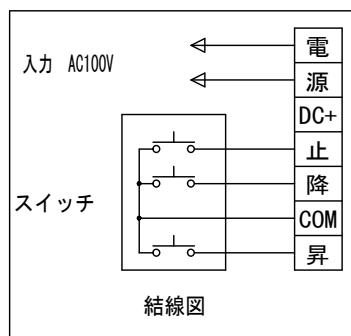 入力 AC100V
電
源
DC+
止
降
COM
昇
スイッチ
結線図